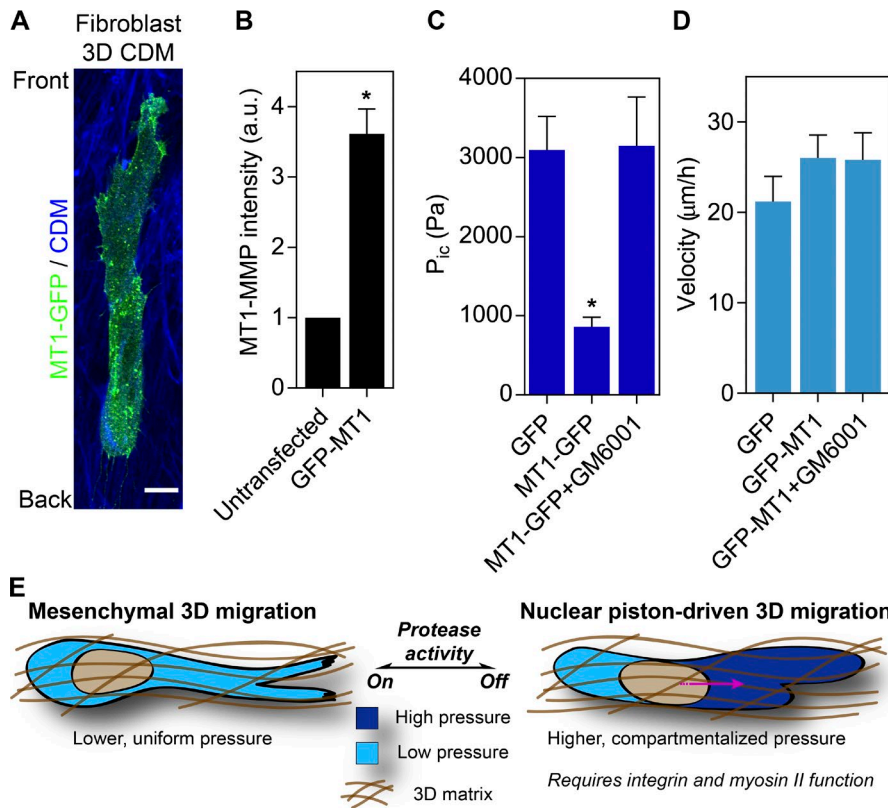 A
Fibroblast
3D CDM
Front
MT1-GFP / CDM
Back
B
MT1-MMP intensity (a.u.)
4
3
2
1
0
*
Untransfected
GFP-MT1
C
P_ic (Pa)
4000
3000
2000
1000
0
*
GFP
MT1-GFP
MT1-GFP+GM6001
D
Velocity (μm/h)
30
20
10
0
GFP
GFP-MT1
GFP-MT1+GM6001
E
Mesenchymal 3D migration
Lower, uniform pressure
Protease
activity
On Off
High pressure
Low pressure
3D matrix
Nuclear piston-driven 3D migration
Higher, compartmentalized pressure
Requires integrin and myosin II function